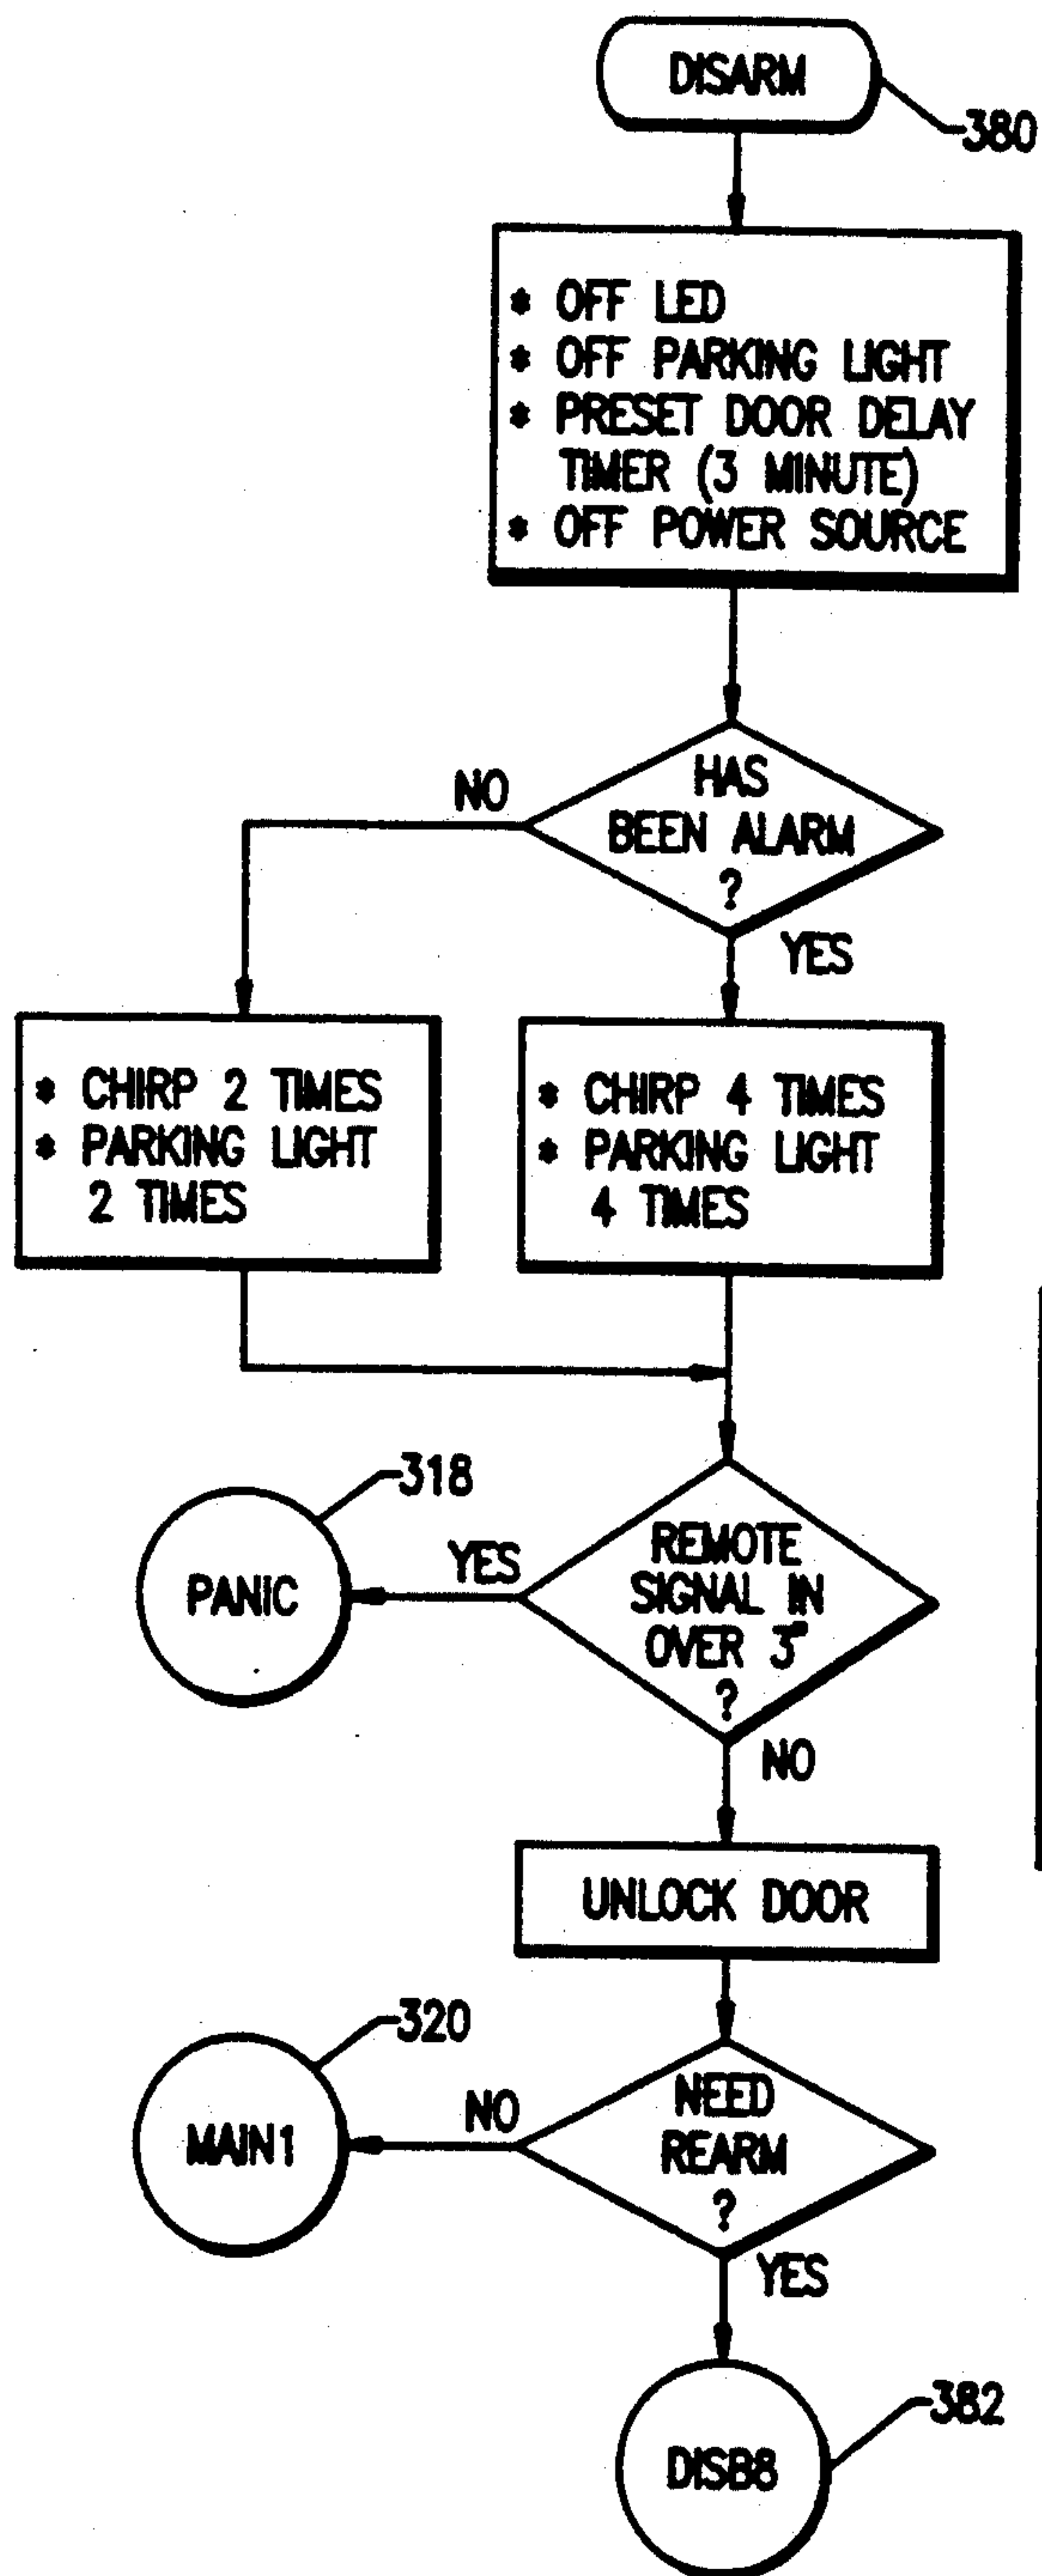 DISARM
380
* OFF LED
* OFF PARKING LIGHT
* PRESET DOOR DELAY
TIMER (3 MINUTE)
* OFF POWER SOURCE
HAS
BEEN ALARM
?
NO
YES
* CHIRP 2 TIMES
* PARKING LIGHT
2 TIMES
* CHIRP 4 TIMES
* PARKING LIGHT
4 TIMES
318
PANIC
YES
REMOTE
SIGNAL IN
OVER 3"
?
NO
UNLOCK DOOR
320
MAIN1
NO
NEED
REARM
?
YES
382
DISB8